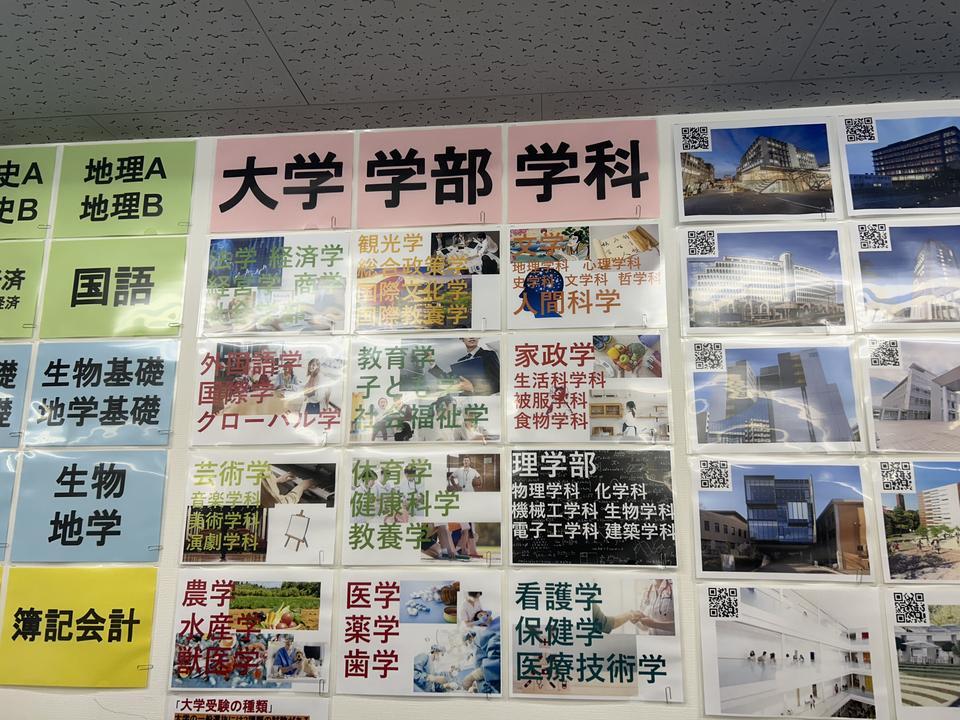 史A
史B
地理A
地理B
経済
経済
国語
礎
礎
生物基礎
地学基礎
生物
地学
簿記会計
大学
学部
学科
法学 経済学
経営学 商学
観光学
総合政策学
国際文化学
国際教養学
文学
地理学科 心理学科
史学科 文学科 哲学科
人間科学
外国語学
国際学
グローバル学
教育学
子ども学
社会福祉学
家政学
生活科学科
被服学科
食物学科
芸術学
音楽学科
美術学科
演劇学科
体育学
健康科学
教養学
理学部
物理学科 化学科
機械工学科 生物学科
電子工学科 建築学科
農学
水産学
獣医学
医学
薬学
歯学
看護学
保健学
医療技術学
「大学受験の種類」